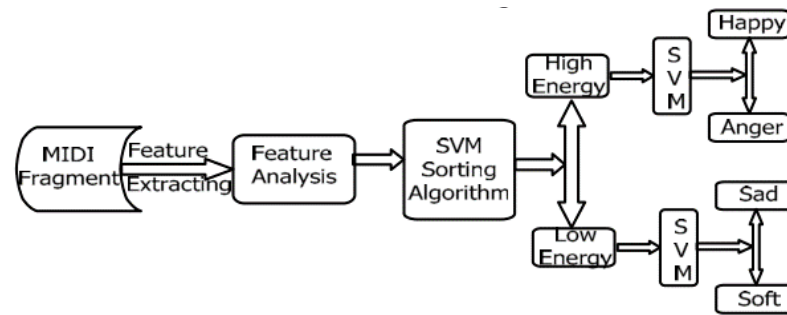 MIDI
Fragment
Feature
Extracting
Feature
Analysis
SVM
Sorting
Algorithm
High
Energy
S
V
M
Happy
Anger
Low
Energy
S
V
M
Sad
Soft